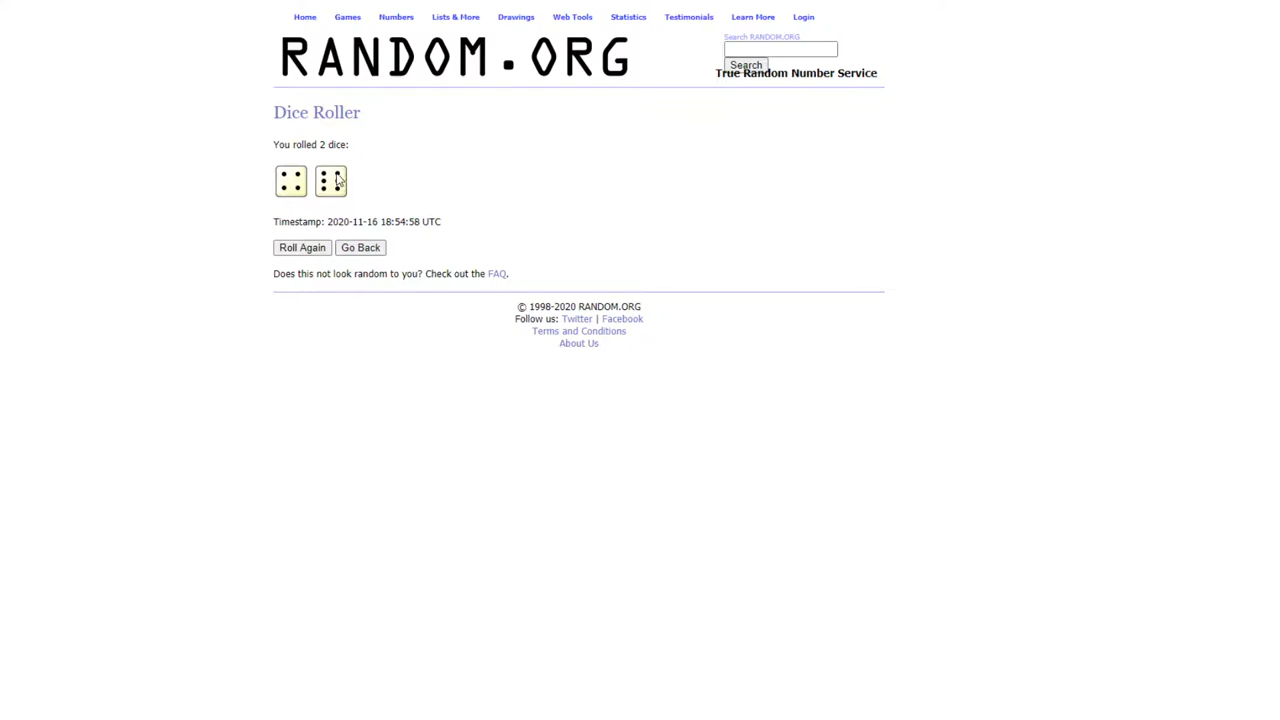 Home Games Numbers Lists & More Drawings Web Tools Statistics Testimonials Learn More Login
RANDOM.ORG
Search RANDOM.ORG
Search
True Random Number Service
Dice Roller
You rolled 2 dice:
Timestamp: 2020-11-16 18:54:58 UTC
Roll Again Go Back
Does this not look random to you? Check out the FAQ.
© 1998-2020 RANDOM.ORG
Follow us: Twitter | Facebook
Terms and Conditions
About Us